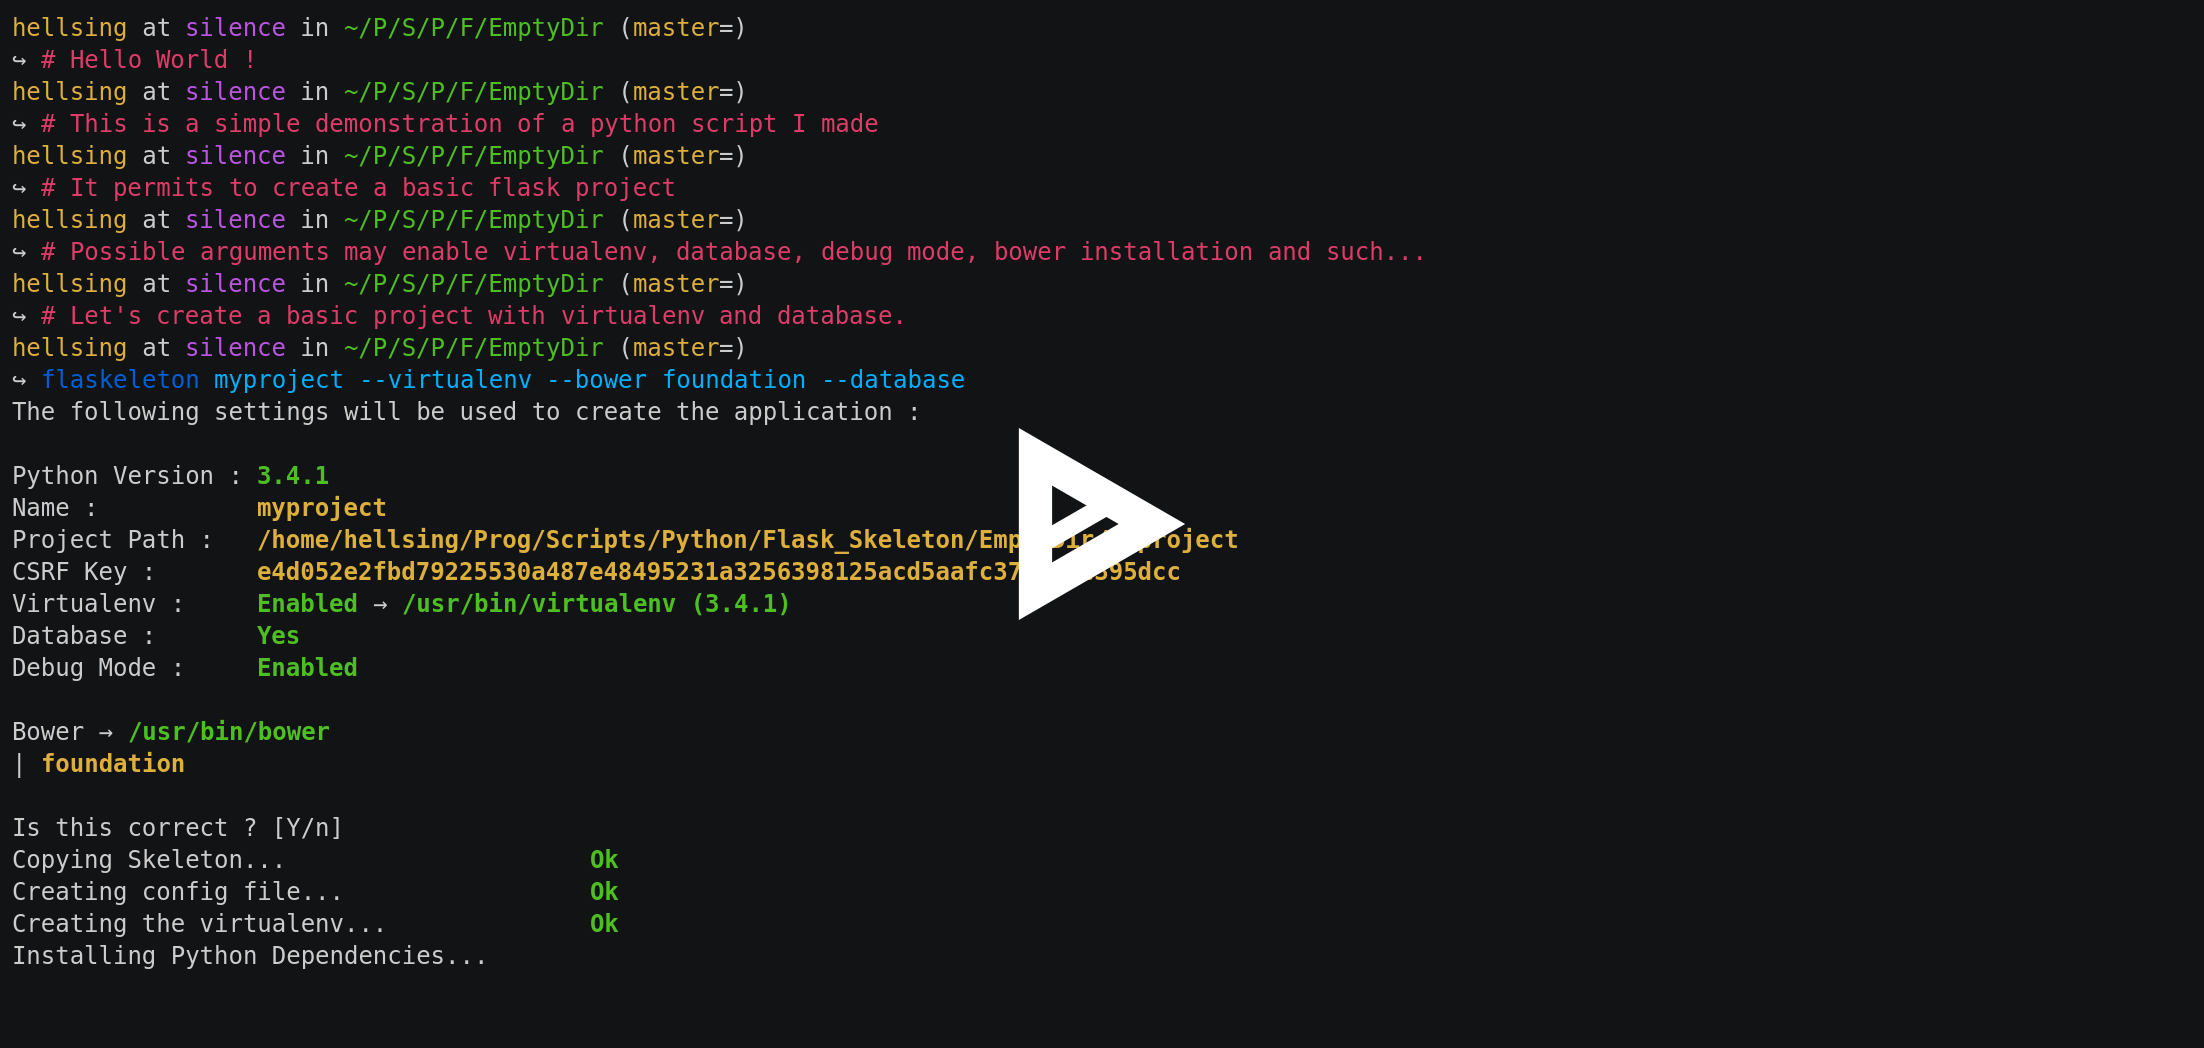 hellsing at silence in ~/P/S/P/F/EmptyDir (master=)
↪ # Hello World !
hellsing at silence in ~/P/S/P/F/EmptyDir (master=)
↪ # This is a simple demonstration of a python script I made
hellsing at silence in ~/P/S/P/F/EmptyDir (master=)
↪ # It permits to create a basic flask project
hellsing at silence in ~/P/S/P/F/EmptyDir (master=)
↪ # Possible arguments may enable virtualenv, database, debug mode, bower installation and such...
hellsing at silence in ~/P/S/P/F/EmptyDir (master=)
↪ # Let's create a basic project with virtualenv and database.
hellsing at silence in ~/P/S/P/F/EmptyDir (master=)
↪ flaskeleton myproject --virtualenv --bower foundation --database
The following settings will be used to create the application :
Python Version : 3.4.1
Name : myproject
Project Path : /home/hellsing/Prog/Scripts/Python/Flask_Skeleton/
CSRF Key :
Virtualenv : Enabled → /usr/bin/virtualenv (3.4.1)
Database : Yes
Debug Mode : Enabled
Bower → /usr/bin/bower
| foundation
Is this correct ? [Y/n]
Copying Skeleton... Ok
Creating config file... Ok
Creating the virtualenv... Ok
Installing Python Dependencies...